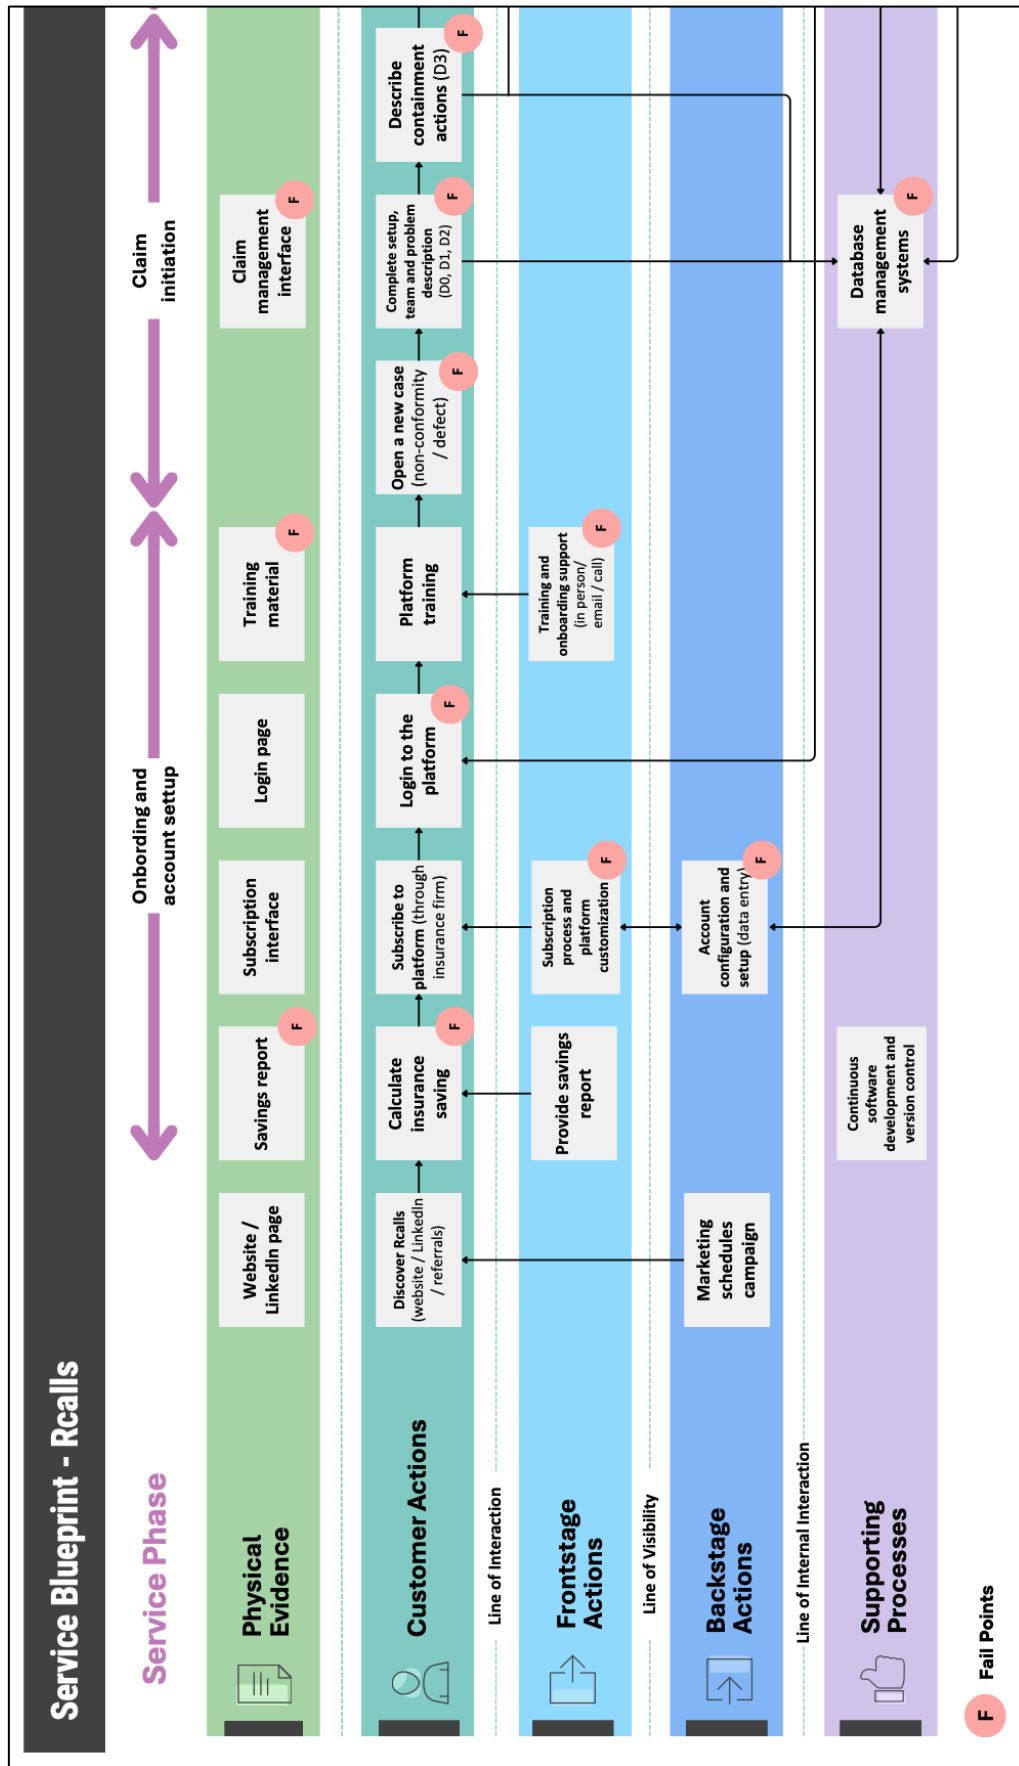 Service Blueprint - Rcalls
Service Phase
Onbording and
account settup
Claim
initiation
Physical
Evidence
Website /
LinkedIn page
Savings report
F
Subscription
interface
Login page
Training
material
F
Claim
management
interface
F
Customer Actions
Discover Rcalls
(website / LinkedIn
/ referrals)
Calculate
insurance
saving
F
Subscribe to
platform (through
insurance firm)
Login to the
platform
F
Platform
training
Open a new case
(non-conformity
/ defect)
F
Complete setup,
team and problem
description
(D0, D1, D2)
F
Describe
containment
actions (D3)
F
Line of Interaction
Frontstage
Actions
Provide savings
report
Subscription
process and
platform
customization
F
Training and
onboarding support
(in person/
email / call)
F
Line of Visibility
Backstage
Actions
Marketing
schedules
campaign
Account
configuration and
setup (data entry)
F
Line of Internal Interaction
Supporting
Processes
Continuous
software
development and
version control
Database
management
systems
F
F
Fail Points